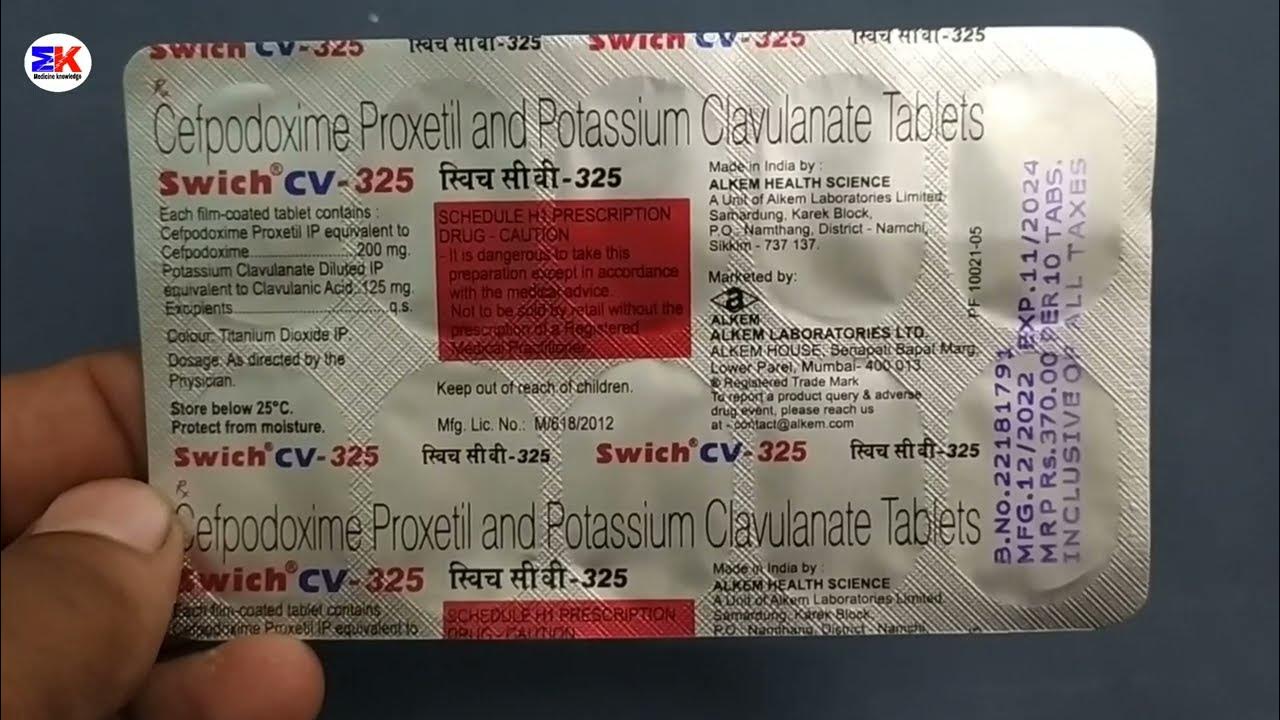 ΣK
Medicine knowledge
Swich CV-325 स्विच सी वी-325 Swich CV-325 स्विच सी वी-325
Rx
Cefpodoxime Proxetil and Potassium Clavulanate Tablets
Swich® CV-325 स्विच सी वी-325
Each film-coated tablet contains :
Cefpodoxime Proxetil IP equivalent to
Cefpodoxime....................200 mg.
Potassium Clavulanate Diluted IP
equivalent to Clavulanic Acid..125 mg.
Excipients.............................q.s.
Colour: Titanium Dioxide IP.
Dosage: As directed by the
Physician.
Store below 25°C.
Protect from moisture.
SCHEDULE H1 PRESCRIPTION
DRUG - CAUTION
- It is dangerous to take this
preparation except in accordance
with the medical advice.
Not to be sold by retail without the
prescription of a Registered
Medical Practitioner.
Keep out of reach of children.
Mfg. Lic. No.: M/618/2012
Made in India by :
ALKEM HEALTH SCIENCE
A Unit of Alkem Laboratories Limited,
Samardung, Karek Block,
P.O. Namthang, District - Namchi,
Sikkim - 737 137.
Marketed by:
a
ALKEM
ALKEM LABORATORIES LTD.
ALKEM HOUSE, Senapati Bapat Marg,
Lower Parel, Mumbai- 400 013.
® Registered Trade Mark
To report a product query & adverse
drug event, please reach us
at - contact@alkem.com
PF 10021-05
B.NO.22181791
MFG.12/2022 EXP.11/2024
MRP RS.370.00 PER 10 TABS.
INCLUSIVE OF ALL TAXES
Swich® CV-325 स्विच सी वी-325 Swich® CV-325 स्विच सी वी-325
Rx
Cefpodoxime Proxetil and Potassium Clavulanate Tablets
Swich® CV-325 स्विच सी वी-325
Each film-coated tablet contains
Cefpodoxime Proxetil IP equivalent to
SCHEDULE H1 PRESCRIPTION
DRUG - CAUTION
Made in India by :
ALKEM HEALTH SCIENCE
A Unit of Alkem Laboratories Limited,
Samardung, Karek Block,
P.O. Namthang, District - Namchi,